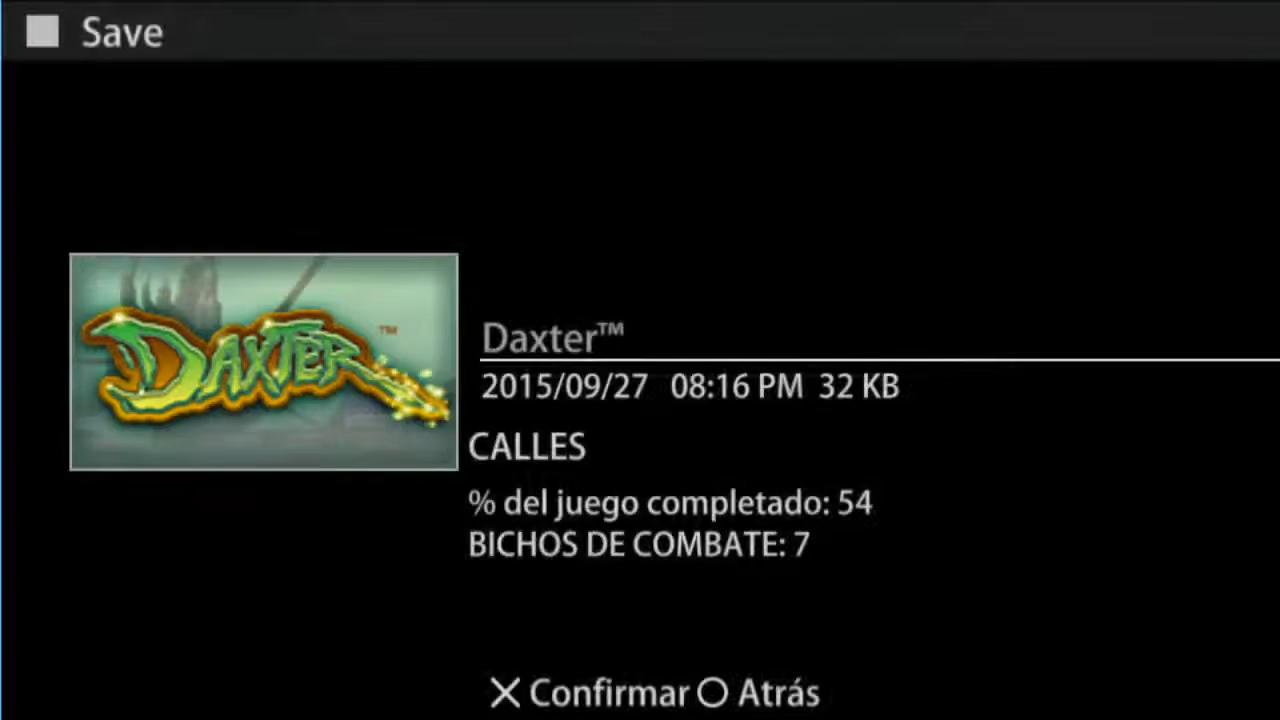 Save
DAXTER™
Daxter™
2015/09/27 08:16 PM 32 KB
CALLES
% del juego completado: 54
BICHOS DE COMBATE: 7
Confirmar Atrás